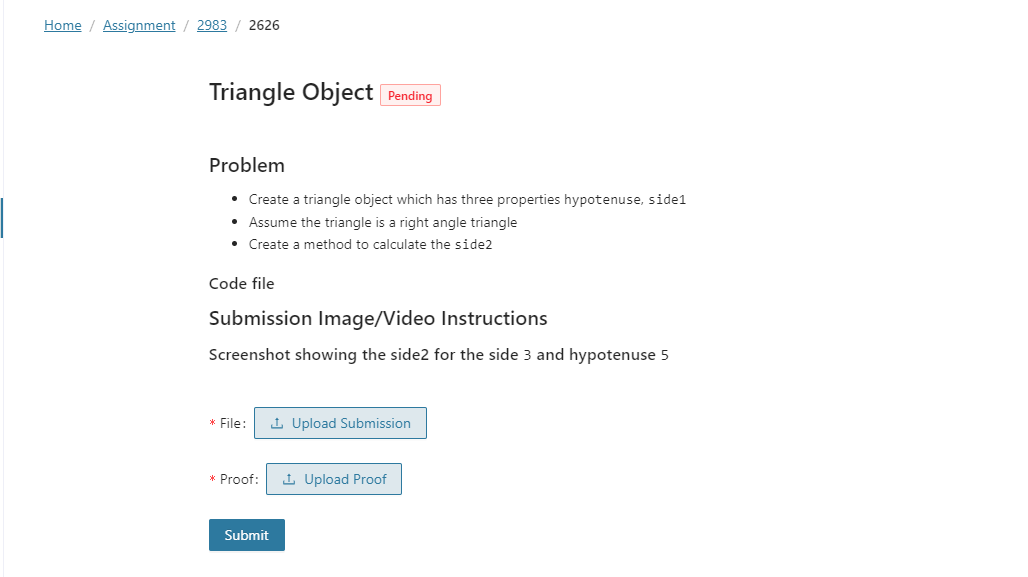 Home / Assignment / 2983 / 2626
Triangle Object Pending
Problem
• Create a triangle object which has three properties hypotenuse, side1
• Assume the triangle is a right angle triangle
• Create a method to calculate the side2
Code file
Submission Image/Video Instructions
Screenshot showing the side2 for the side 3 and hypotenuse 5
* File: Upload Submission
* Proof: Upload Proof
Submit